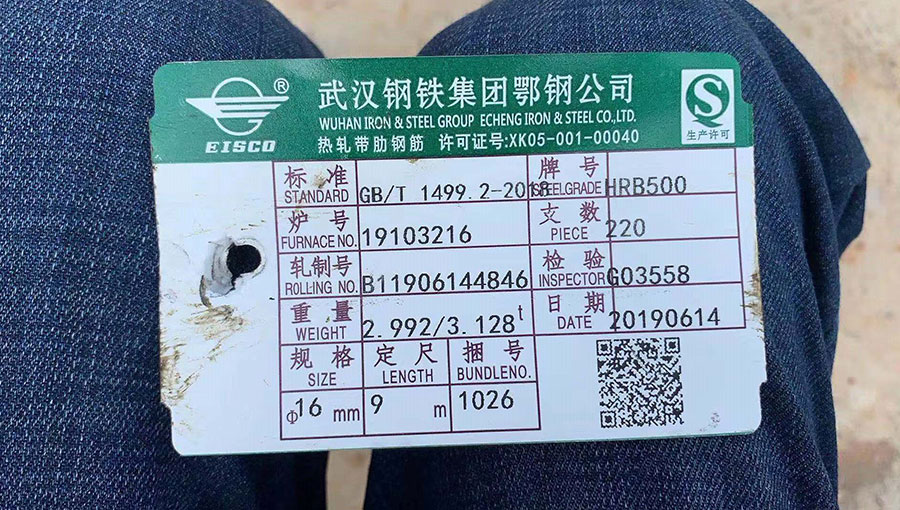 武汉钢铁集团鄂钢公司
WUHAN IRON & STEEL GROUP ECHENG IRON & STEEL CO.,LTD.
EISCO ®
热轧带肋钢筋 许可证号:XK05-001-00040
S
生产许可
标准 STANDARD GB/T 1499.2-2018 牌号 STEELGRADE HRB500
炉号 FURNACE NO. 19103216 支数 PIECE 220
轧制号 ROLLING NO. B11906144846 检验 INSPECTOR G03558
重量 WEIGHT 2.992/3.128t 日期 DATE 20190614
规格 SIZE 定尺 LENGTH 捆号 BUNDLENO.
Φ16 mm 9 m 1026